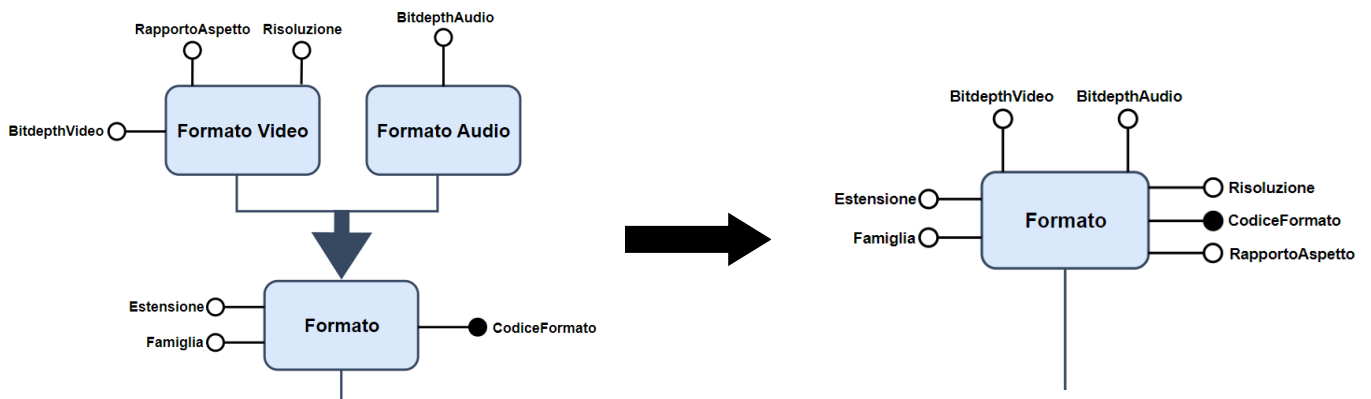 RapportoAspetto Risoluzione BitdepthAudio
BitdepthVideo Formato Video Formato Audio
Estensione
Famiglia
Formato
CodiceFormato
BitdepthVideo BitdepthAudio
Estensione
Famiglia
Formato
Risoluzione
CodiceFormato
RapportoAspetto